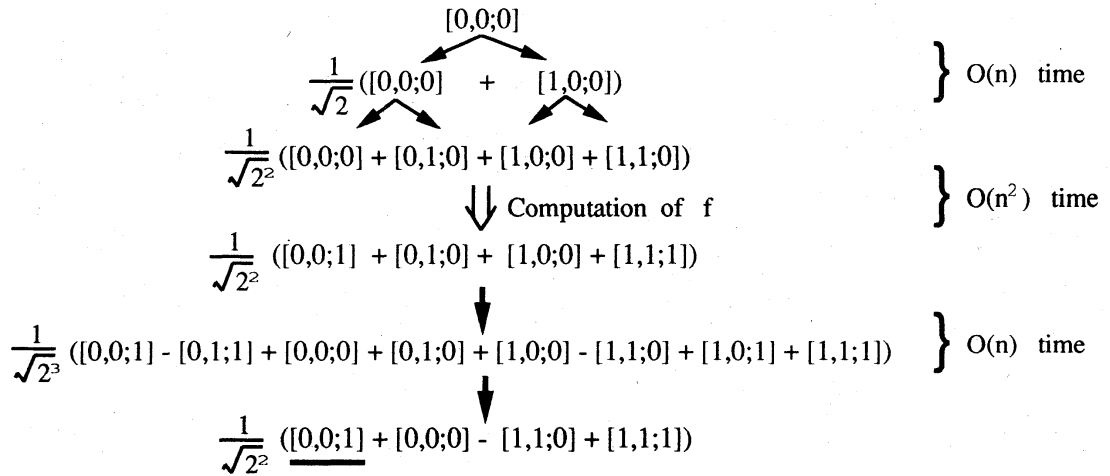 [0,0;0]
1/√2 ([0,0;0] + [1,0;0]) } O(n) time
1/√2² ([0,0;0] + [0,1;0] + [1,0;0] + [1,1;0])
Computation of f } O(n²) time
1/√2² ([0,0;1] + [0,1;0] + [1,0;0] + [1,1;1])
1/√2³ ([0,0;1] - [0,1;1] + [0,0;0] + [0,1;0] + [1,0;0] - [1,1;0] + [1,0;1] + [1,1;1]) } O(n) time
1/√2² ([0,0;1] + [0,0;0] - [1,1;0] + [1,1;1])